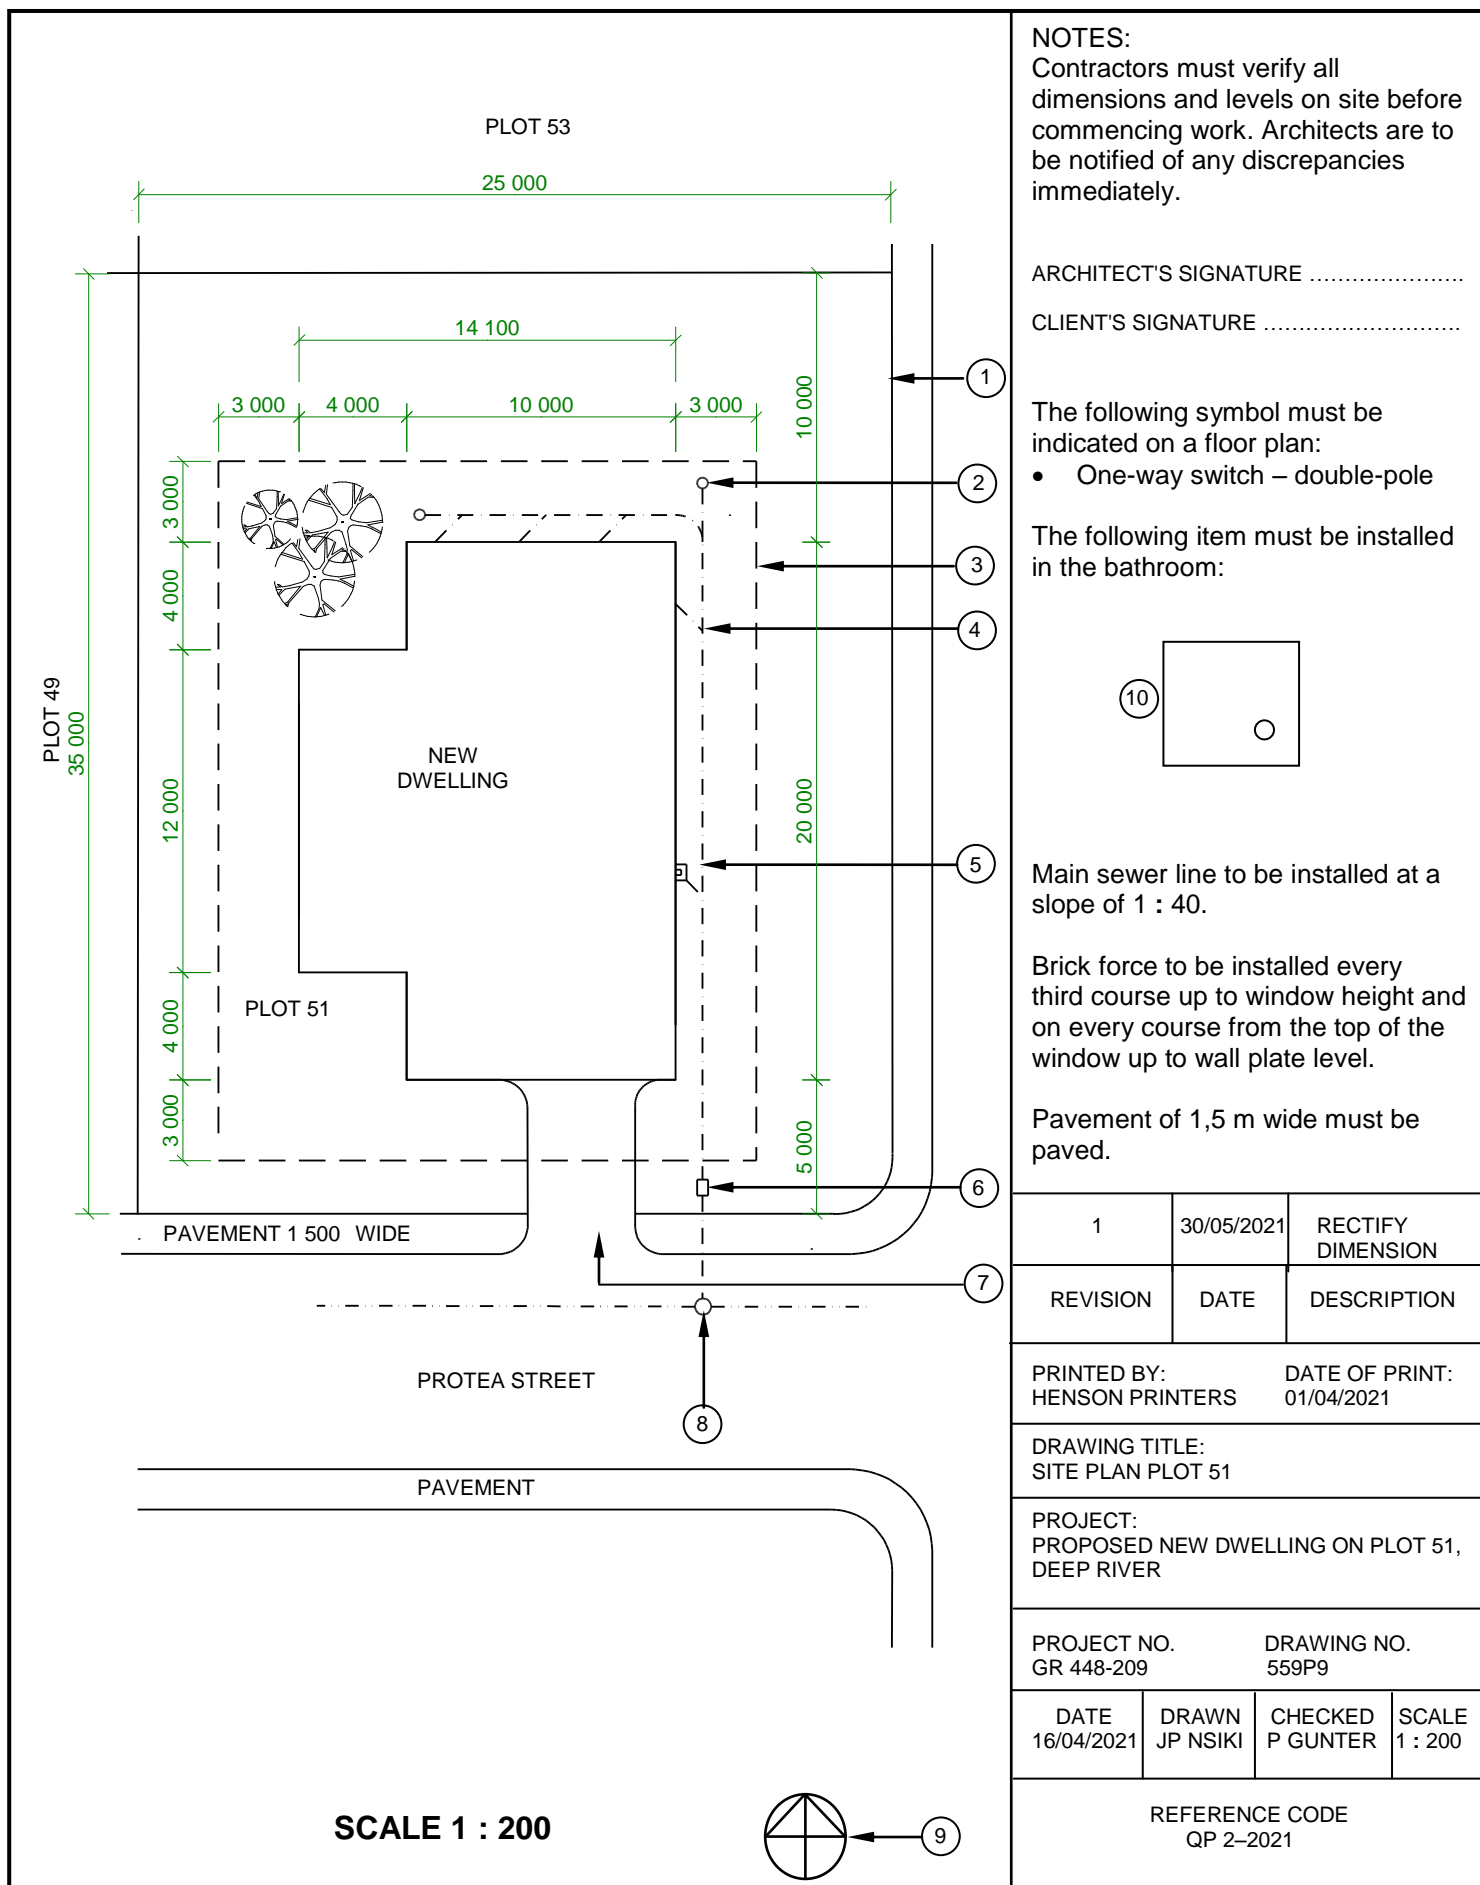 PLOT 53
25 000
14 100
3 000
4 000
10 000
3 000
10 000
1
2
3 000
3
4 000
4
PLOT 49
35 000
NEW
DWELLING
12 000
20 000
5
PLOT 51
4 000
3 000
5 000
6
PAVEMENT 1 500 WIDE
7
PROTEA STREET
8
PAVEMENT
SCALE 1 : 200
9
NOTES:
Contractors must verify all
dimensions and levels on site before
commencing work. Architects are to
be notified of any discrepancies
immediately.
ARCHITECT'S SIGNATURE ......................
CLIENT'S SIGNATURE ............................
The following symbol must be
indicated on a floor plan:
• One-way switch – double-pole
The following item must be installed
in the bathroom:
10
Main sewer line to be installed at a
slope of 1 : 40.
Brick force to be installed every
third course up to window height and
on every course from the top of the
window up to wall plate level.
Pavement of 1,5 m wide must be
paved.
1 30/05/2021 RECTIFY
DIMENSION
REVISION DATE DESCRIPTION
PRINTED BY: DATE OF PRINT:
HENSON PRINTERS 01/04/2021
DRAWING TITLE:
SITE PLAN PLOT 51
PROJECT:
PROPOSED NEW DWELLING ON PLOT 51,
DEEP RIVER
PROJECT NO. DRAWING NO.
GR 448-209 559P9
DATE DRAWN CHECKED SCALE
16/04/2021 JP NSIKI P GUNTER 1 : 200
REFERENCE CODE
QP 2–2021